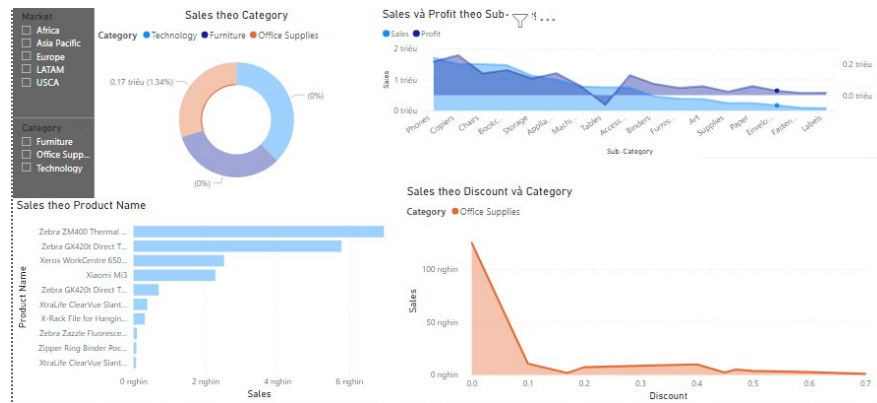 Market
Africa
Asia Pacific
Europe
LATAM
USCA
Category
Furniture
Office Supp...
Technology
Sales theo Category
Category Technology Furniture Office Supplies
0.17 triệu (1.34%)
(0%)
(0%)
Sales và Profit theo Sub-
Sales Profit
2 triệu
1 triệu
0 triệu
Sales
0.2 triệu
0.0 triệu
Phones
Copiers
Chairs
Bookc...
Storage
Applia...
Machi...
Tables
Access...
Binders
Furnis...
Art
Supplies
Paper
Envelo...
Fasten...
Labels
Sub-Category
Sales theo Product Name
Product Name
Zebra ZM400 Thermal ...
Zebra GX420t Direct T...
Xerox WorkCentre 650...
Xiaomi Mi3
Zebra GK420t Direct T...
XtraLife ClearVue Slant...
X-Rack File for Hangin...
Zebra Zazzle Fluoresce...
Zipper Ring Binder Poc...
XtraLife ClearVue Slant...
0 nghìn 2 nghìn 4 nghìn 6 nghìn
Sales
Sales theo Discount và Category
Category Office Supplies
Sales
100 nghìn
50 nghìn
0 nghìn
0.0 0.1 0.2 0.3 0.4 0.5 0.6 0.7
Discount